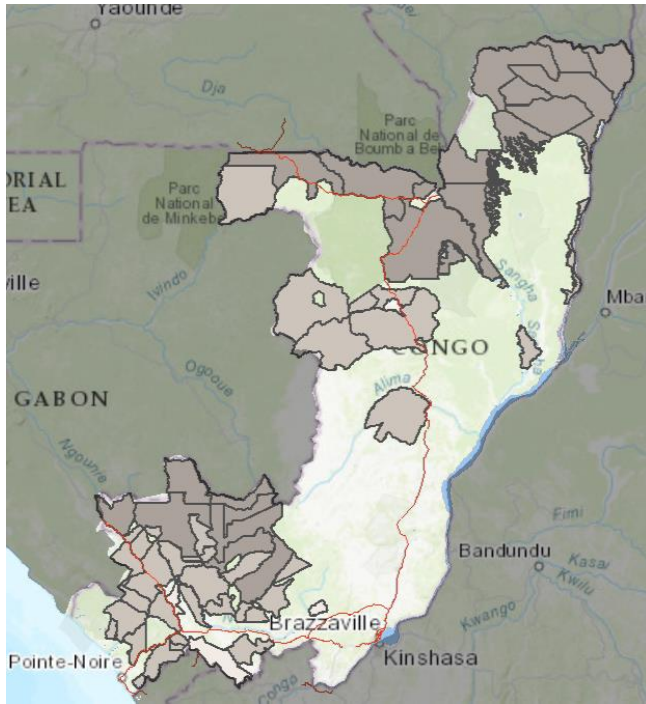 Yaounde
Dja
Parc
National de
Boumba Bei
ORIAL
EA
Parc
National
de Minkebe
ville
Ivindo
Sangha
Mba
CONGO
Ogooue
GABON
Alima
Ngounie
Fimi
Bandundu
Kasai
Kwilu
Kwango
Brazzaville
Pointe-Noire
Kinshasa
Congo